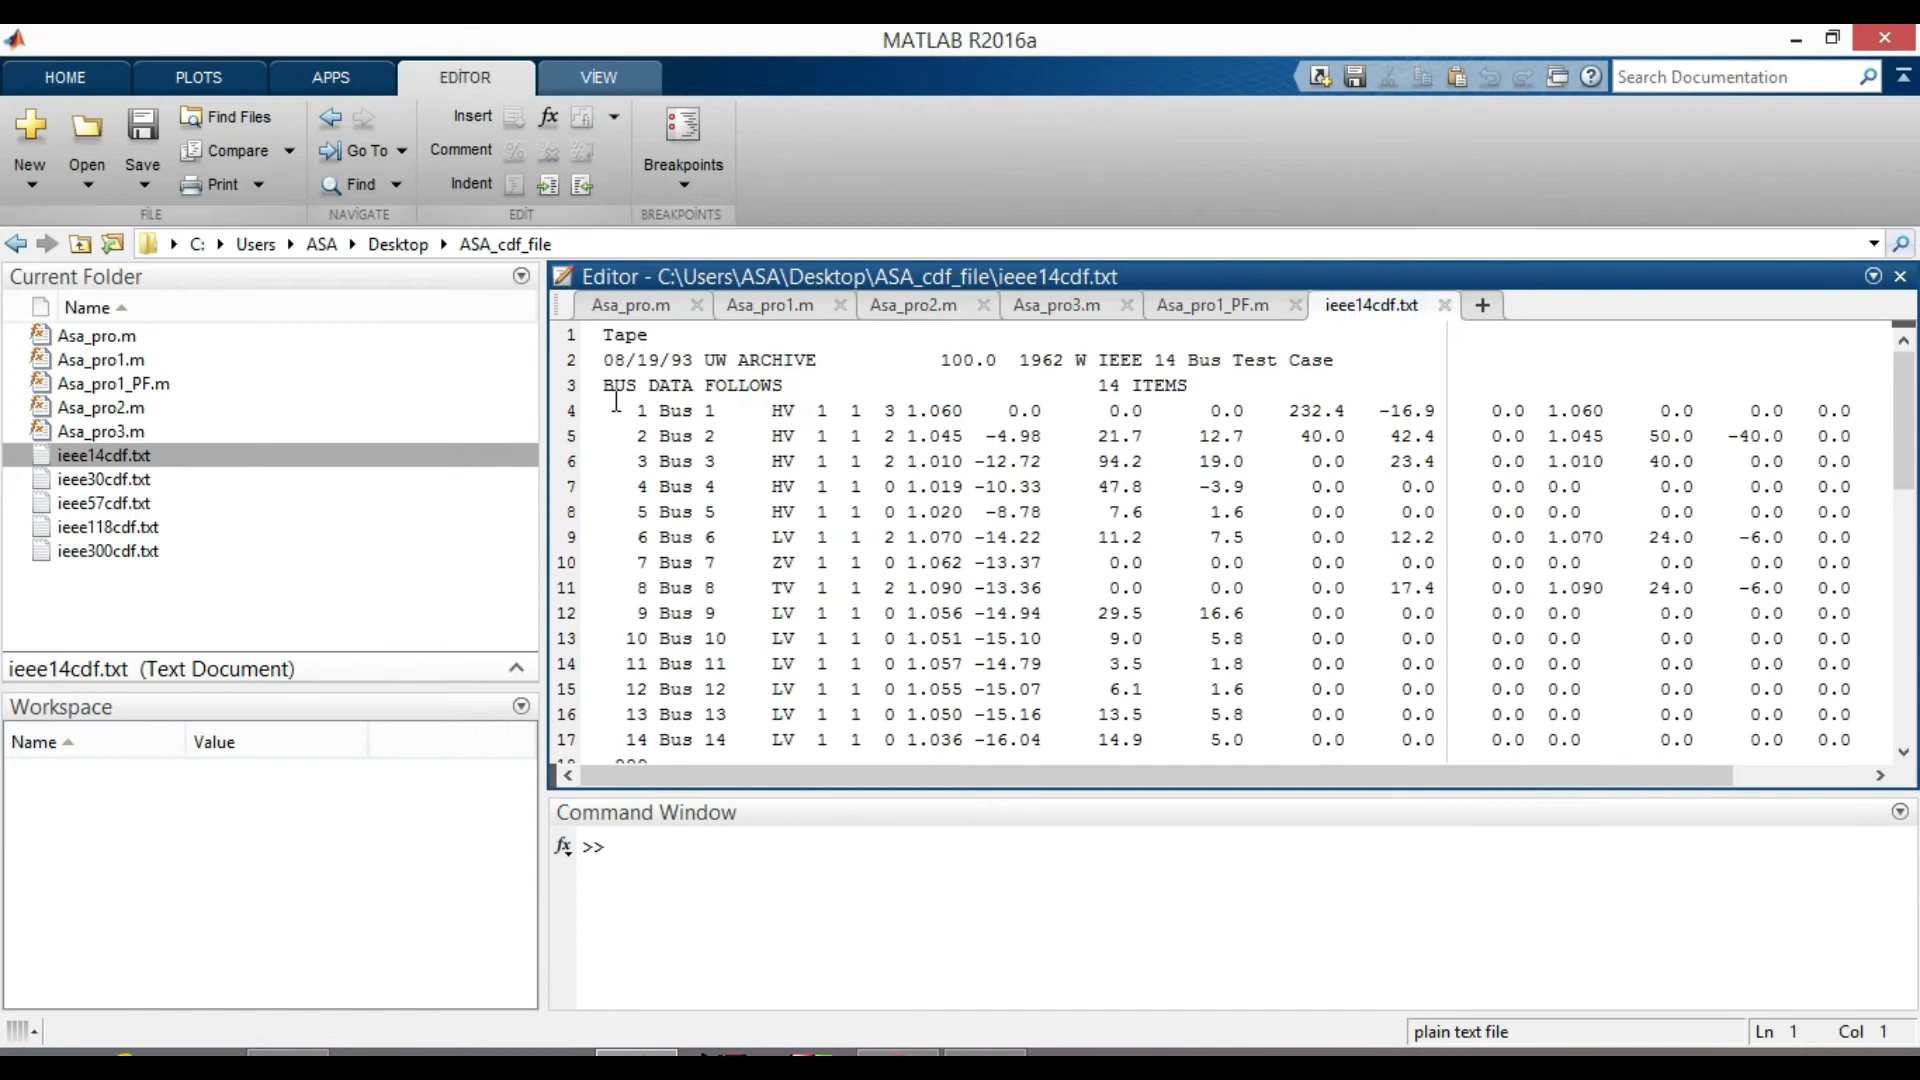 MATLAB R2016a
HOME PLOTS APPS EDİTOR VİEW Search Documentation
New Open Save Find Files Compare Print
Go To Find
Insert fx Comment Indent
Breakpoints
FİLE NAVİGATE EDİT BREAKPOİNTS
C: Users ASA Desktop ASA_cdf_file
Current Folder
Name
Asa_pro.m
Asa_pro1.m
Asa_pro1_PF.m
Asa_pro2.m
Asa_pro3.m
ieee14cdf.txt
ieee30cdf.txt
ieee57cdf.txt
ieee118cdf.txt
ieee300cdf.txt
ieee14cdf.txt (Text Document)
Workspace
Name Value
Editor - C:\Users\ASA\Desktop\ASA_cdf_file\ieee14cdf.txt
Asa_pro.m Asa_pro1.m Asa_pro2.m Asa_pro3.m Asa_pro1_PF.m ieee14cdf.txt
1 Tape
2 08/19/93 UW ARCHIVE 100.0 1962 W IEEE 14 Bus Test Case
3 BUS DATA FOLLOWS 14 ITEMS
4 1 Bus 1 HV 1 1 3 1.060 0.0 0.0 0.0 232.4 -16.9 0.0 1.060 0.0 0.0 0.0
5 2 Bus 2 HV 1 1 2 1.045 -4.98 21.7 12.7 40.0 42.4 0.0 1.045 50.0 -40.0 0.0
6 3 Bus 3 HV 1 1 2 1.010 -12.72 94.2 19.0 0.0 23.4 0.0 1.010 40.0 0.0 0.0
7 4 Bus 4 HV 1 1 0 1.019 -10.33 47.8 -3.9 0.0 0.0 0.0 0.0 0.0 0.0 0.0
8 5 Bus 5 HV 1 1 0 1.020 -8.78 7.6 1.6 0.0 0.0 0.0 0.0 0.0 0.0 0.0
9 6 Bus 6 LV 1 1 2 1.070 -14.22 11.2 7.5 0.0 12.2 0.0 1.070 24.0 -6.0 0.0
10 7 Bus 7 ZV 1 1 0 1.062 -13.37 0.0 0.0 0.0 0.0 0.0 0.0 0.0 0.0 0.0
11 8 Bus 8 TV 1 1 2 1.090 -13.36 0.0 0.0 0.0 17.4 0.0 1.090 24.0 -6.0 0.0
12 9 Bus 9 LV 1 1 0 1.056 -14.94 29.5 16.6 0.0 0.0 0.0 0.0 0.0 0.0 0.0
13 10 Bus 10 LV 1 1 0 1.051 -15.10 9.0 5.8 0.0 0.0 0.0 0.0 0.0 0.0 0.0
14 11 Bus 11 LV 1 1 0 1.057 -14.79 3.5 1.8 0.0 0.0 0.0 0.0 0.0 0.0 0.0
15 12 Bus 12 LV 1 1 0 1.055 -15.07 6.1 1.6 0.0 0.0 0.0 0.0 0.0 0.0 0.0
16 13 Bus 13 LV 1 1 0 1.050 -15.16 13.5 5.8 0.0 0.0 0.0 0.0 0.0 0.0 0.0
17 14 Bus 14 LV 1 1 0 1.036 -16.04 14.9 5.0 0.0 0.0 0.0 0.0 0.0 0.0 0.0
Command Window
fx >>
plain text file Ln 1 Col 1